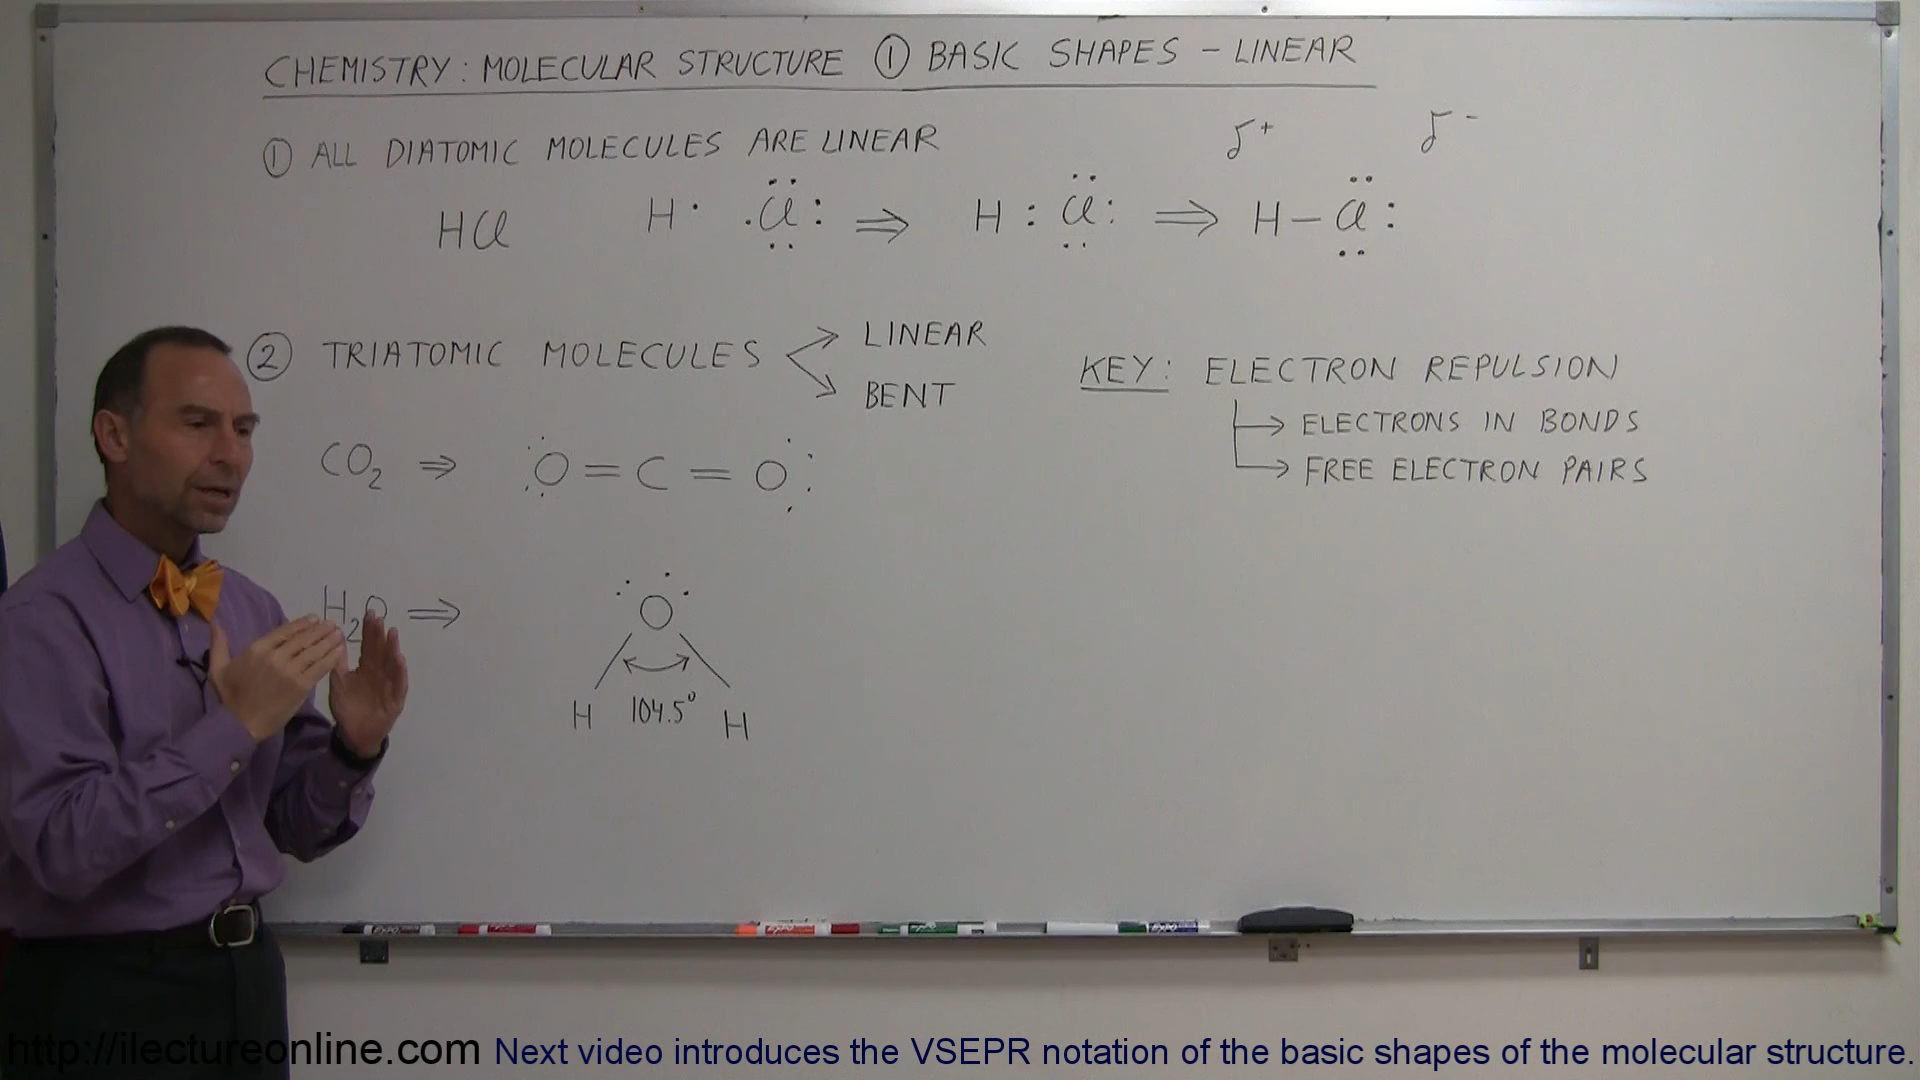 CHEMISTRY: MOLECULAR STRUCTURE ① BASIC SHAPES - LINEAR
① ALL DIATOMIC MOLECULES ARE LINEAR
δ⁺ δ⁻
HCl H· ·Cl: ⇒ H:Cl: ⇒ H–Cl:
② TRIATOMIC MOLECULES
LINEAR
BENT
KEY: ELECTRON REPULSION
→ ELECTRONS IN BONDS
→ FREE ELECTRON PAIRS
CO₂ ⇒ :O=C=O:
H₂O ⇒
O
H 104.5° H
http://ilectureonline.com Next video introduces the VSEPR notation of the basic shapes of the molecular structure.